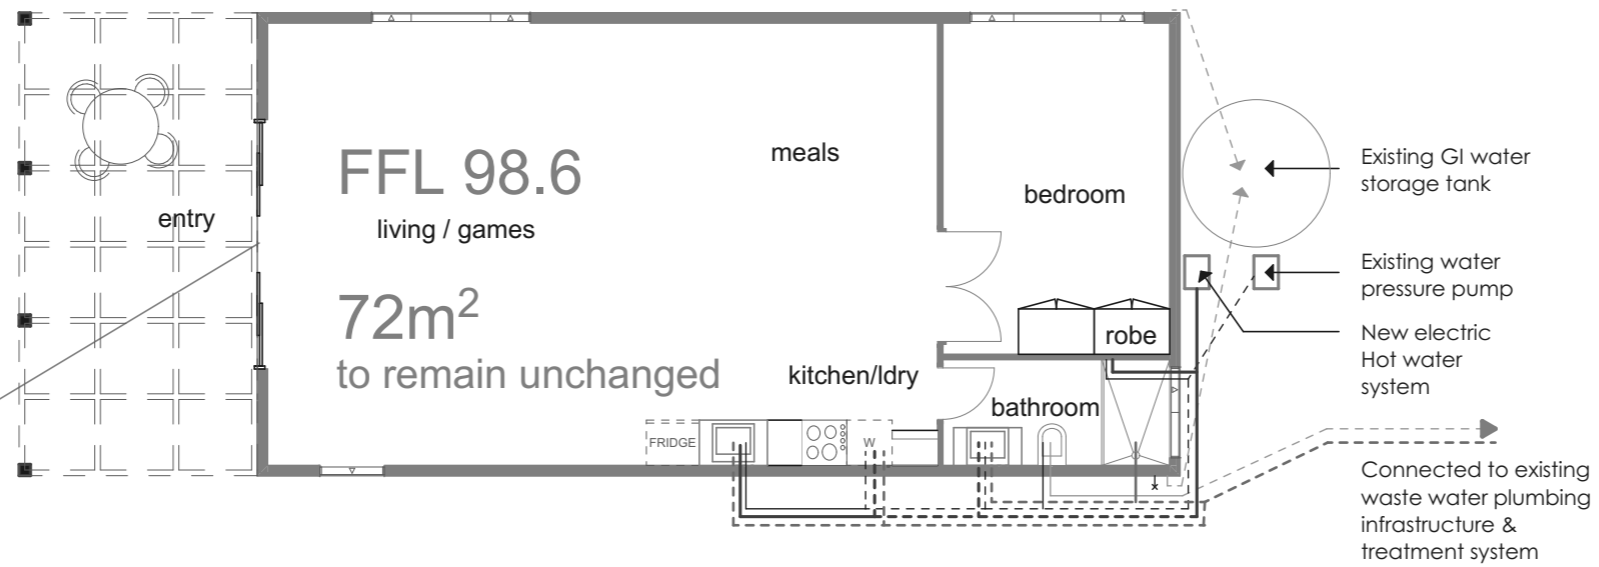 FFL 98.6
living / games
72m²
to remain unchanged
entry
meals
bedroom
robe
kitchen/ldry
bathroom
FRIDGE
W
Existing GI water
storage tank
Existing water
pressure pump
New electric
Hot water
system
Connected to existing
waste water plumbing
infrastructure &
treatment system